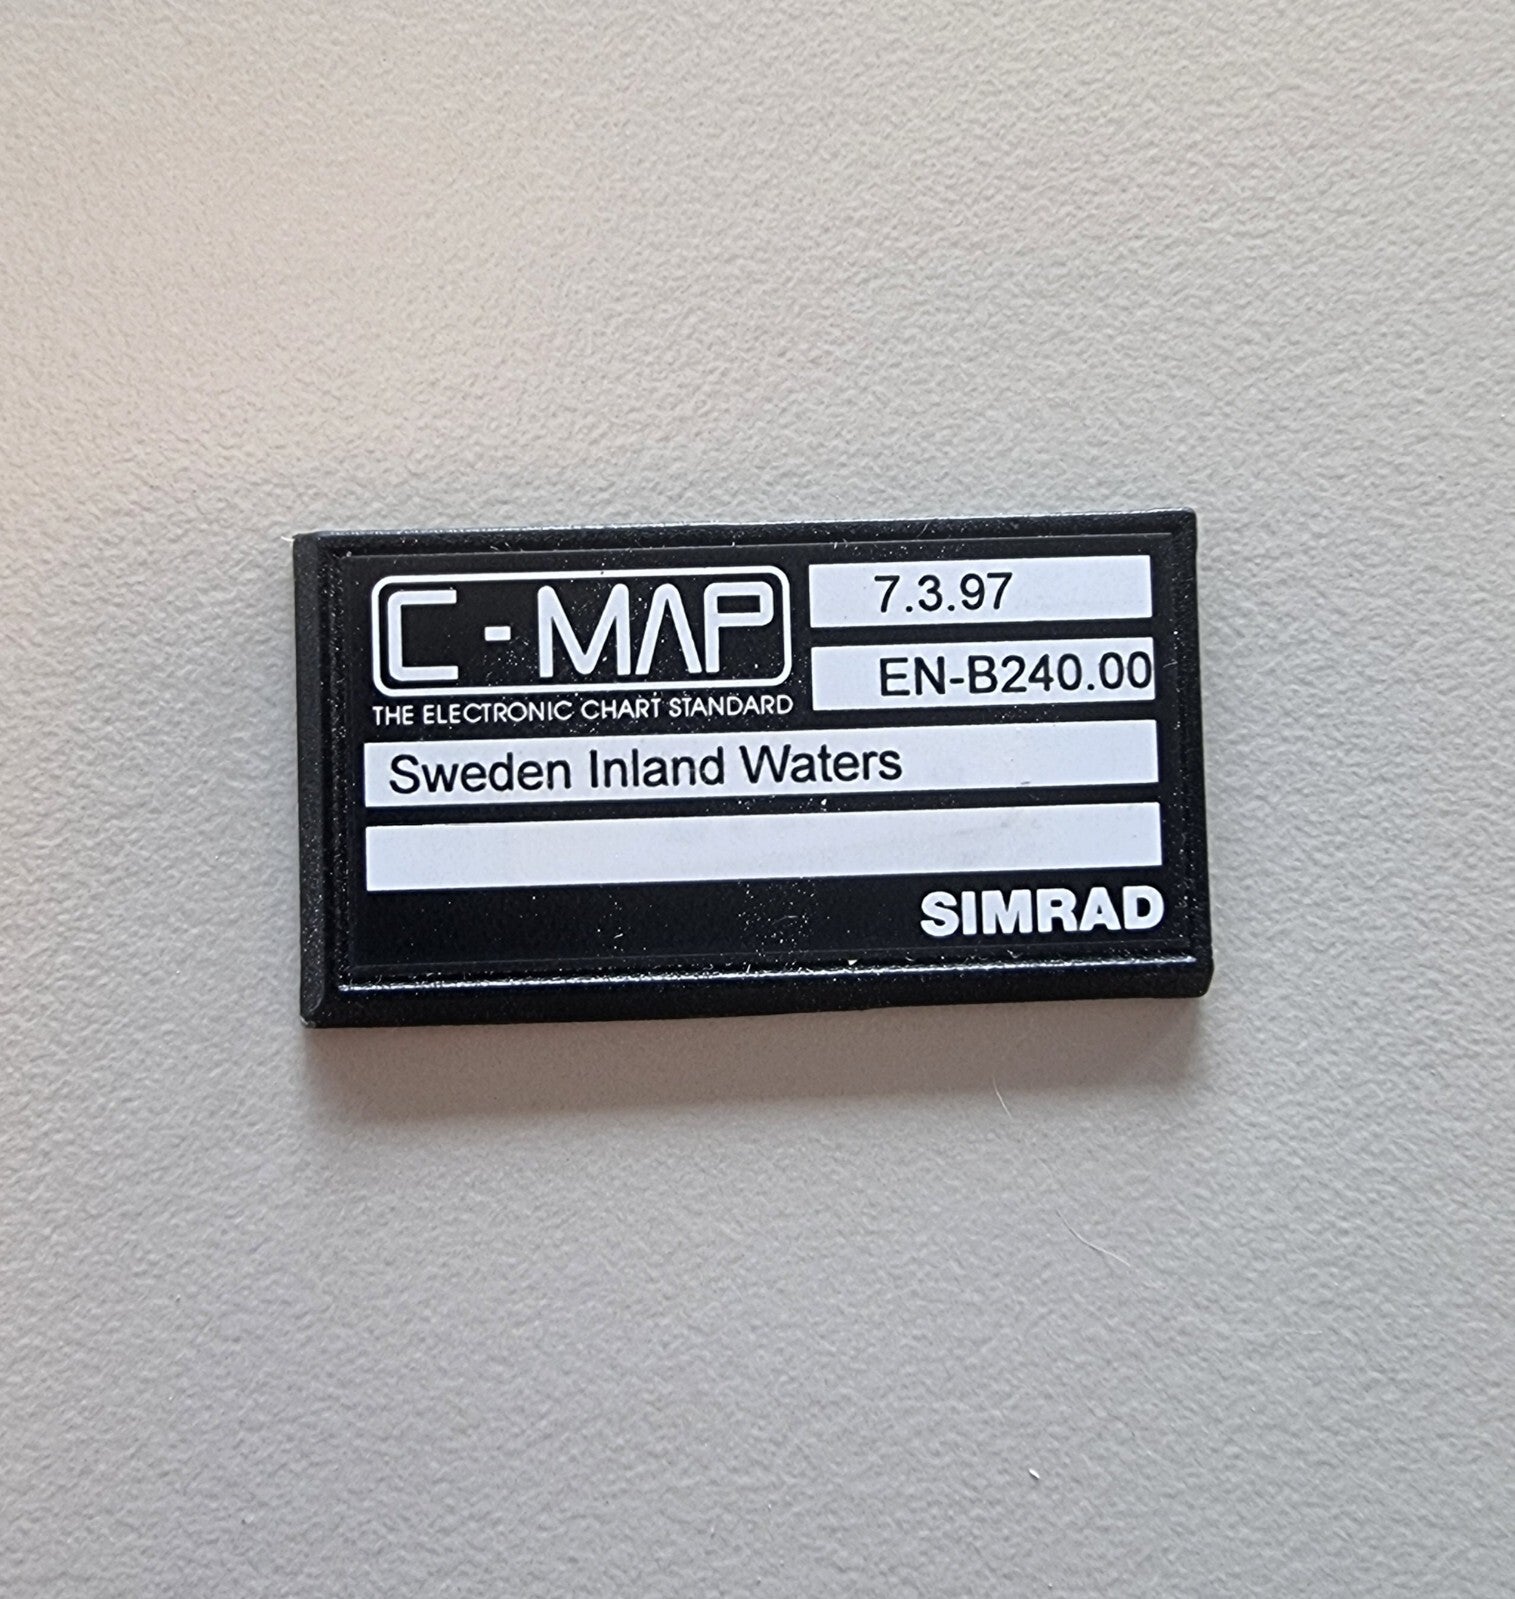 C-MAP
THE ELECTRONIC CHART STANDARD
7.3.97
EN-B240.00
Sweden Inland Waters
SIMRAD